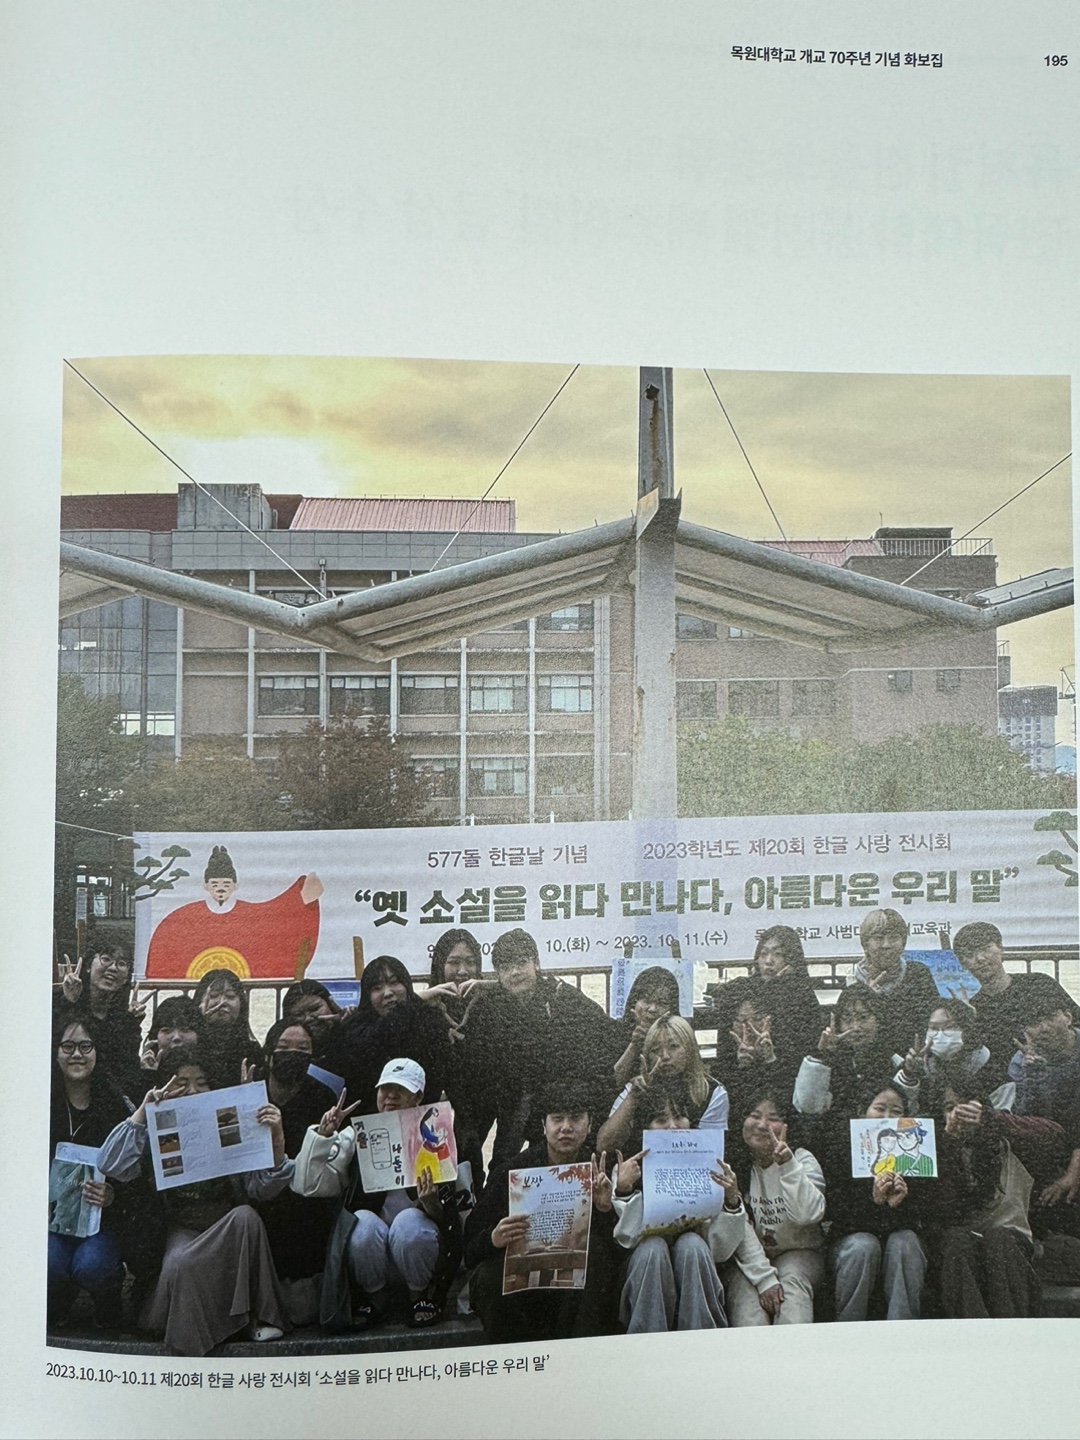 목원대학교 개교 70주년 기념 화보집
195
577돌 한글날 기념 2023학년도 제20회 한글 사랑 전시회
“옛 소설을 읽다 만나다, 아름다운 우리 말”
10.(화) ~ 2023. 10. 11.(수)
보장
2023.10.10~10.11 제20회 한글 사랑 전시회 ‘소설을 읽다 만나다, 아름다운 우리 말’